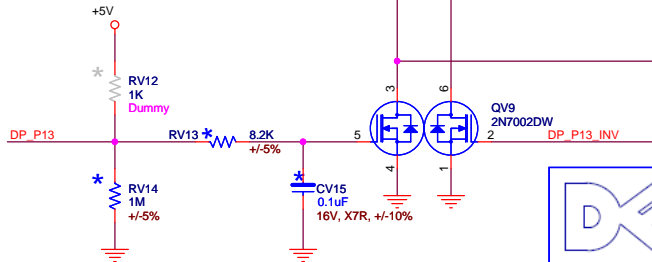 +5V
*
RV12
1K
Dummy
DP_P13
RV13
*
8.2K
+/-5%
*
RV14
1M
+/-5%
*
CV15
0.1uF
16V, X7R, +/-10%
3
6
5
4
1
2
QV9
2N7002DW
DP_P13_INV